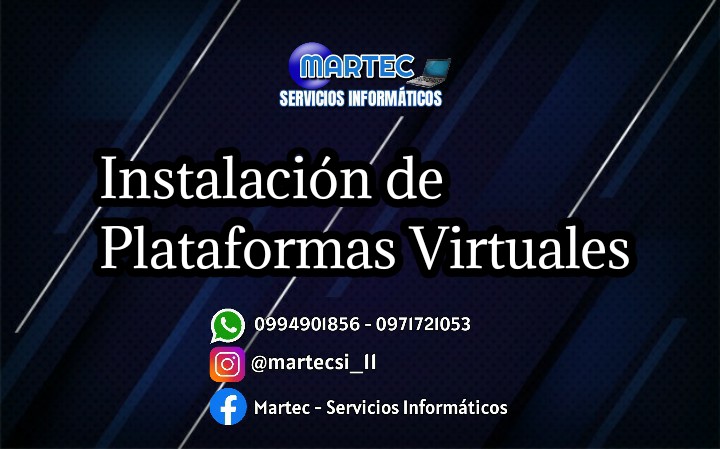 MARTEC
SERVICIOS INFORMÁTICOS
Instalación de
Plataformas Virtuales
0994901856 - 0971721053
@martecsi_11
Martec - Servicios Informáticos